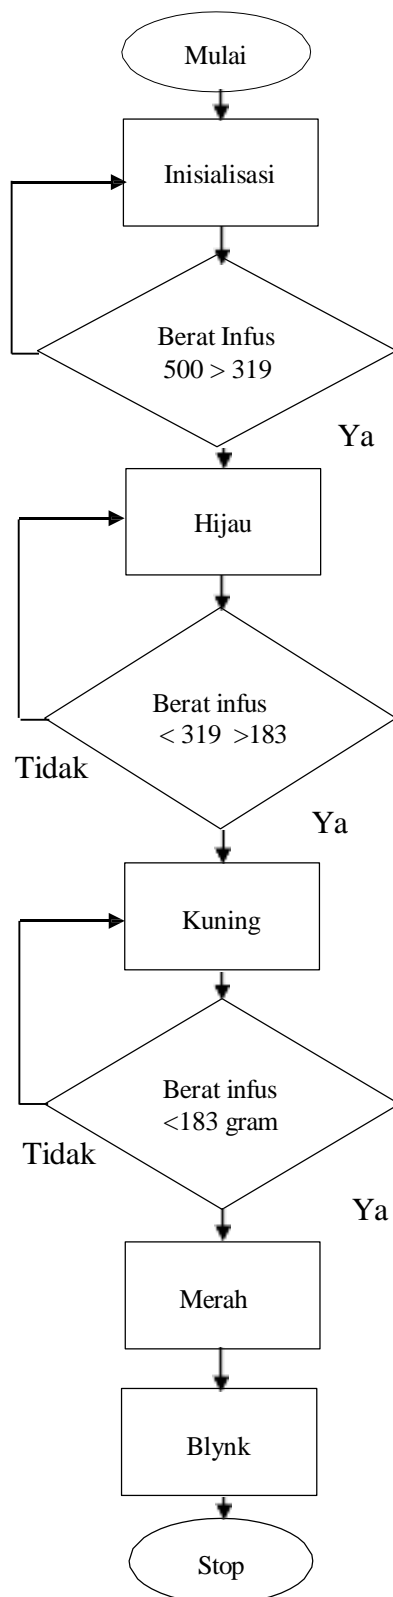 Mulai
Inisialisasi
Berat Infus
500 > 319
Ya
Hijau
Berat infus
< 319 >183
Tidak
Ya
Kuning
Berat infus
<183 gram
Tidak
Ya
Merah
Blynk
Stop